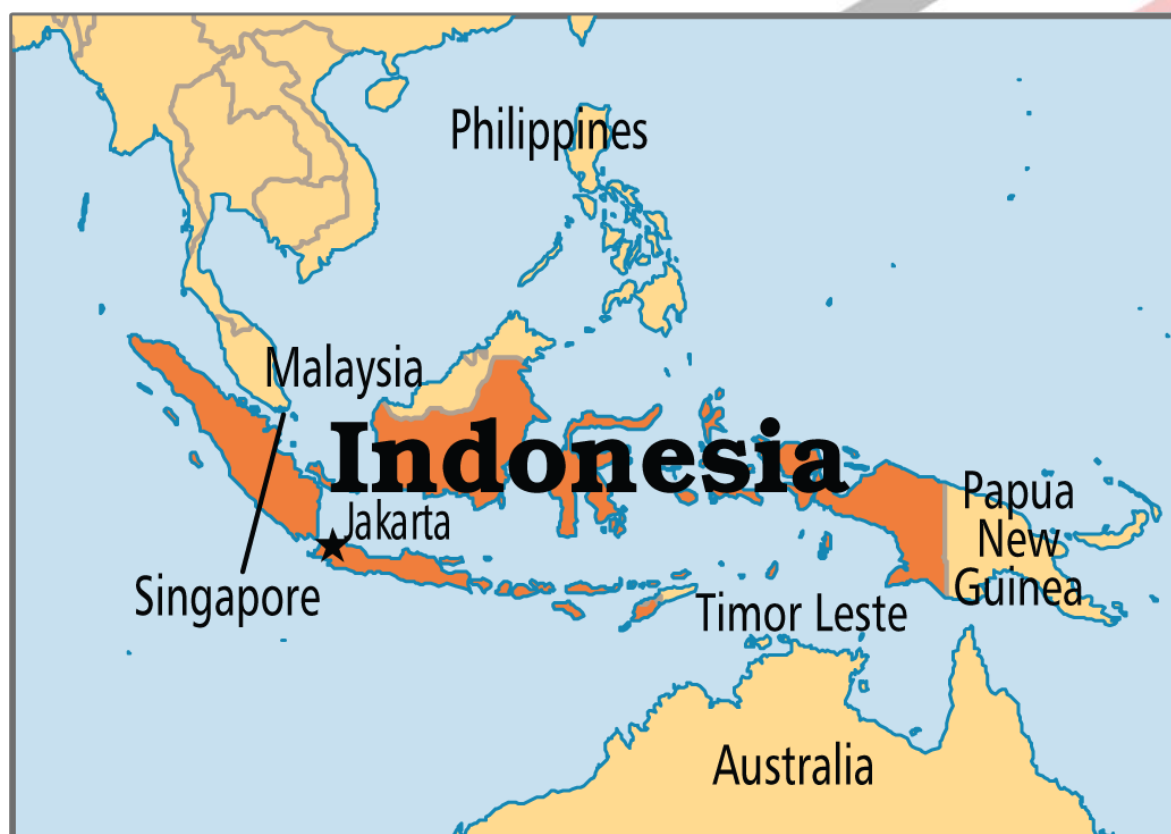 Philippines
Malaysia
Indonesia
Jakarta
Papua
New
Guinea
Singapore
Timor Leste
Australia